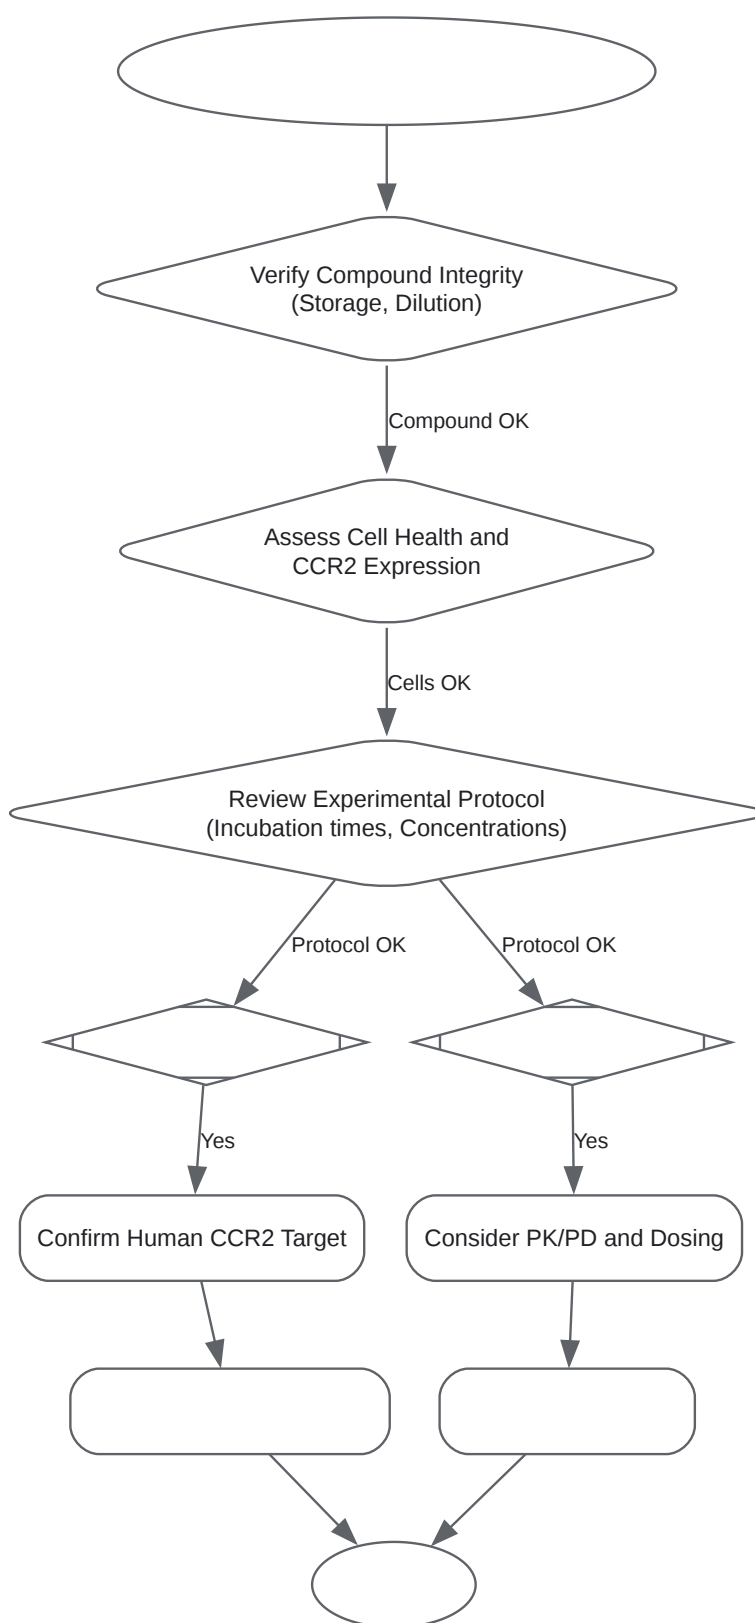 Verify Compound Integrity
(Storage, Dilution)
Compound OK
Assess Cell Health and
CCR2 Expression
Cells OK
Review Experimental Protocol
(Incubation times, Concentrations)
Protocol OK
Protocol OK
Yes
Yes
Confirm Human CCR2 Target
Consider PK/PD and Dosing